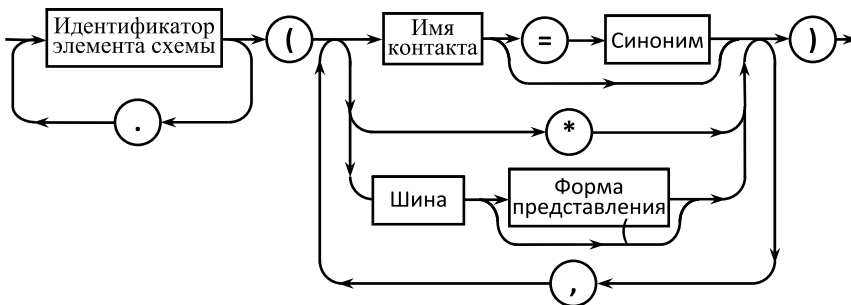 Идентификатор
элемента схемы
.
(
Имя
контакта
=
Синоним
)
*
Шина
Форма
представления
,